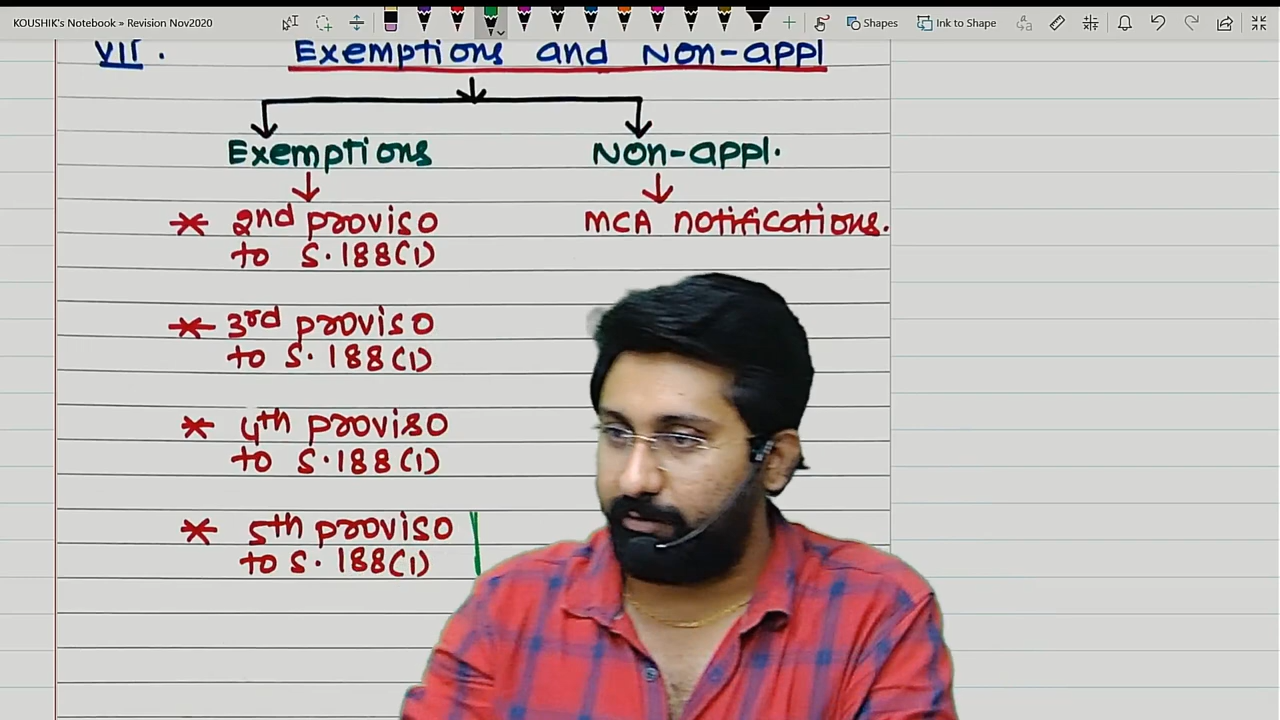 KOUSHIK's Notebook » Revision Nov2020
Shapes
Ink to Shape
VII. Exemptions and Non-appl
Exemptions
Non-appl.
* 2nd proviso
to S.188(1)
MCA notifications.
* 3rd proviso
to S.188(1)
* 4th proviso
to S.188(1)
* 5th proviso
to S.188(1)